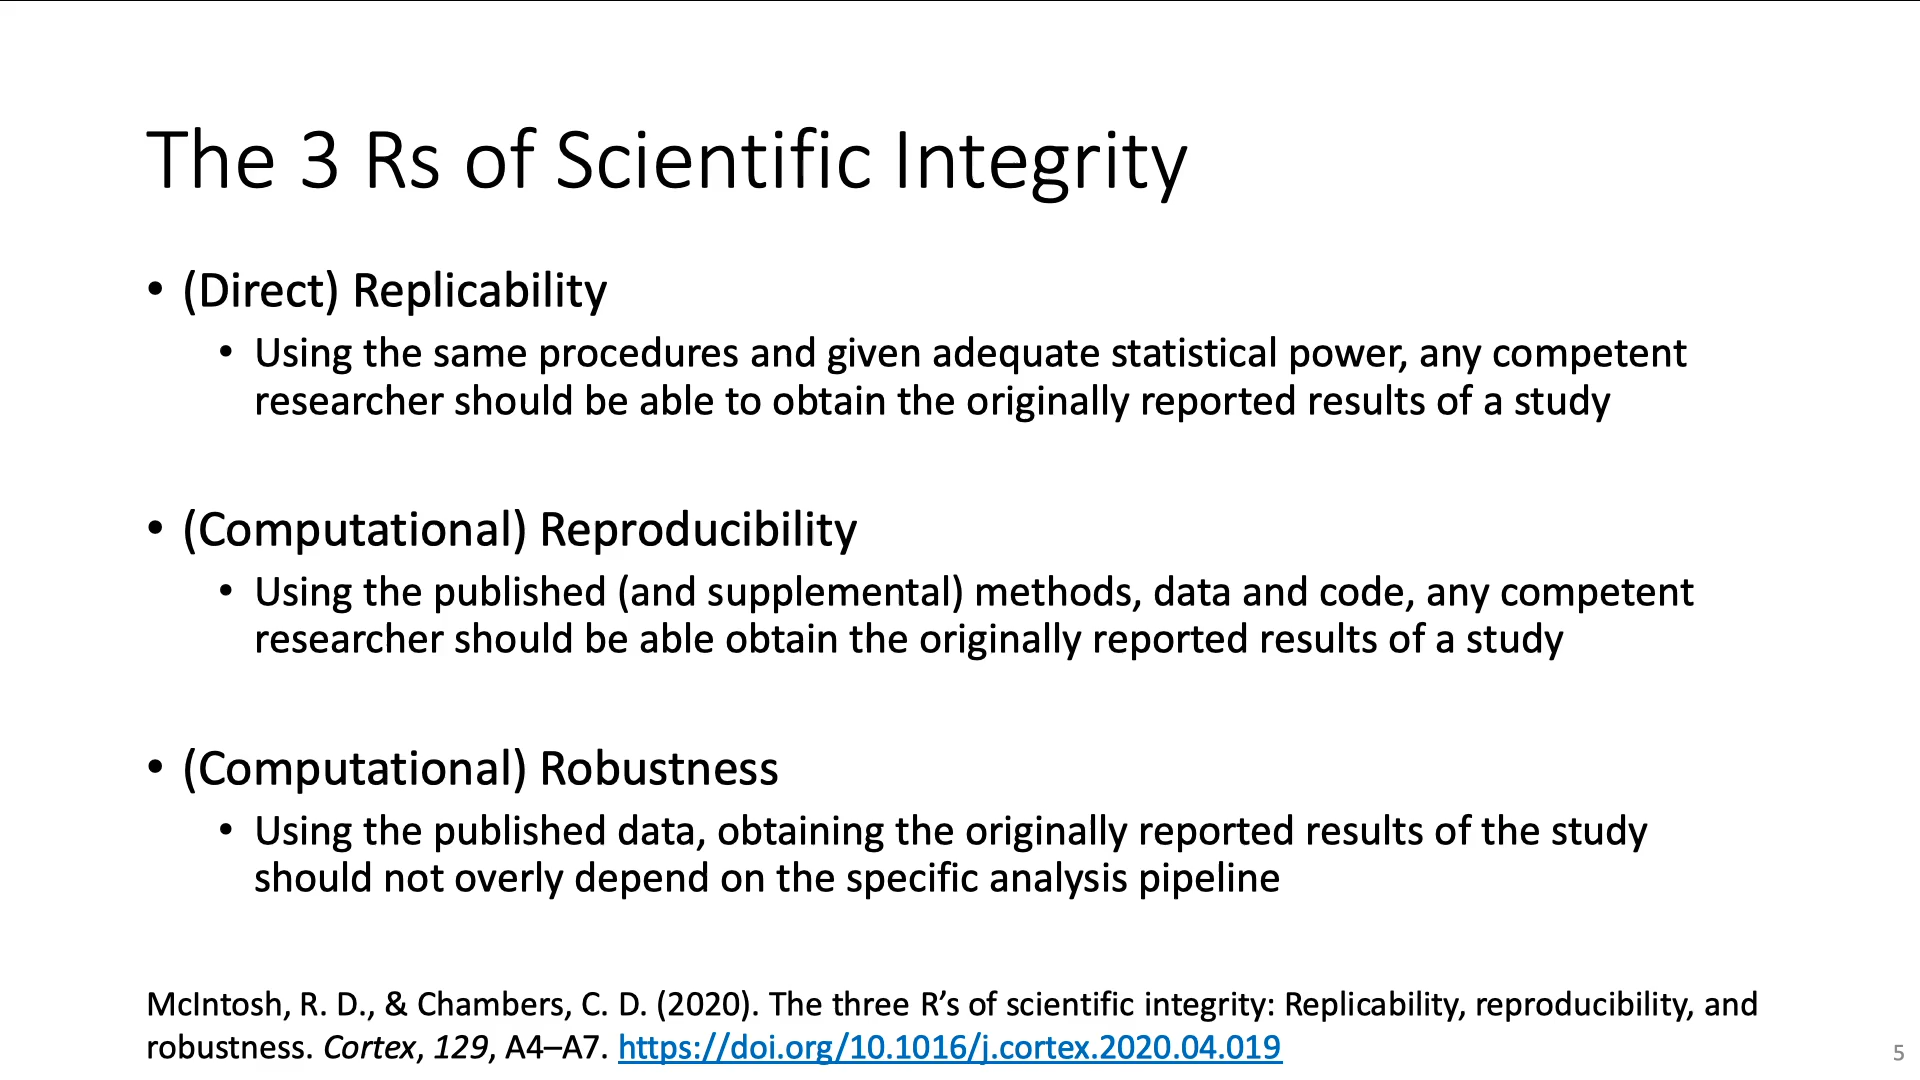 The 3 Rs of Scientific Integrity
• (Direct) Replicability
• Using the same procedures and given adequate statistical power, any competent
researcher should be able to obtain the originally reported results of a study
• (Computational) Reproducibility
• Using the published (and supplemental) methods, data and code, any competent
researcher should be able obtain the originally reported results of a study
• (Computational) Robustness
• Using the published data, obtaining the originally reported results of the study
should not overly depend on the specific analysis pipeline
McIntosh, R. D., & Chambers, C. D. (2020). The three R’s of scientific integrity: Replicability, reproducibility, and
robustness. Cortex, 129, A4–A7. https://doi.org/10.1016/j.cortex.2020.04.019
5